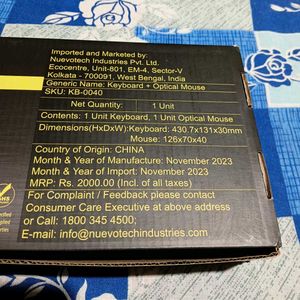 Imported and Marketed by:
Nuevotech Industries Pvt. Ltd.
Ecocentre, Unit-801, EM-4, Sector-V
Kolkata - 700091, West Bengal, India
Generic Name: Keyboard + Optical Mouse
SKU: KB-0040
Net Quantity: 1 Unit
Contents: 1 Unit Keyboard, 1 Unit Optical Mouse
Dimensions(HxDxW):Keyboard: 430.7x131x30mm
Mouse: 126x70x40
Country of Origin: CHINA
Month & Year of Manufacture: November 2023
Month & Year of Import: November 2023
MRP: Rs. 2000.00 (Incl. of all taxes)
For Complaint / Feedback please contact
Consumer Care Executive at above address
or Call: 1800 345 4500;
E-mail: info@nuevotechindustries.com